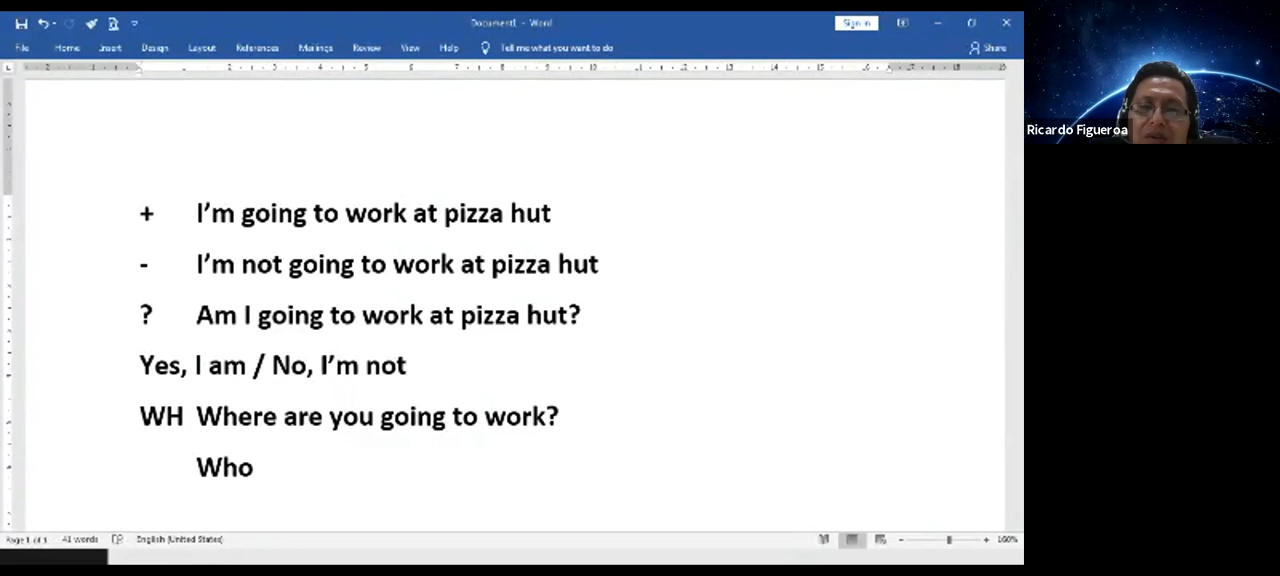 Document1 - Word
Sign in
File Home Insert Design Layout References Mailings Review View Help Tell me what you want to do Share
+ I'm going to work at pizza hut
- I'm not going to work at pizza hut
? Am I going to work at pizza hut?
Yes, I am / No, I'm not
WH Where are you going to work?
Who
Page 1 of 1 41 words English (United States) 160%
Ricardo Figueroa